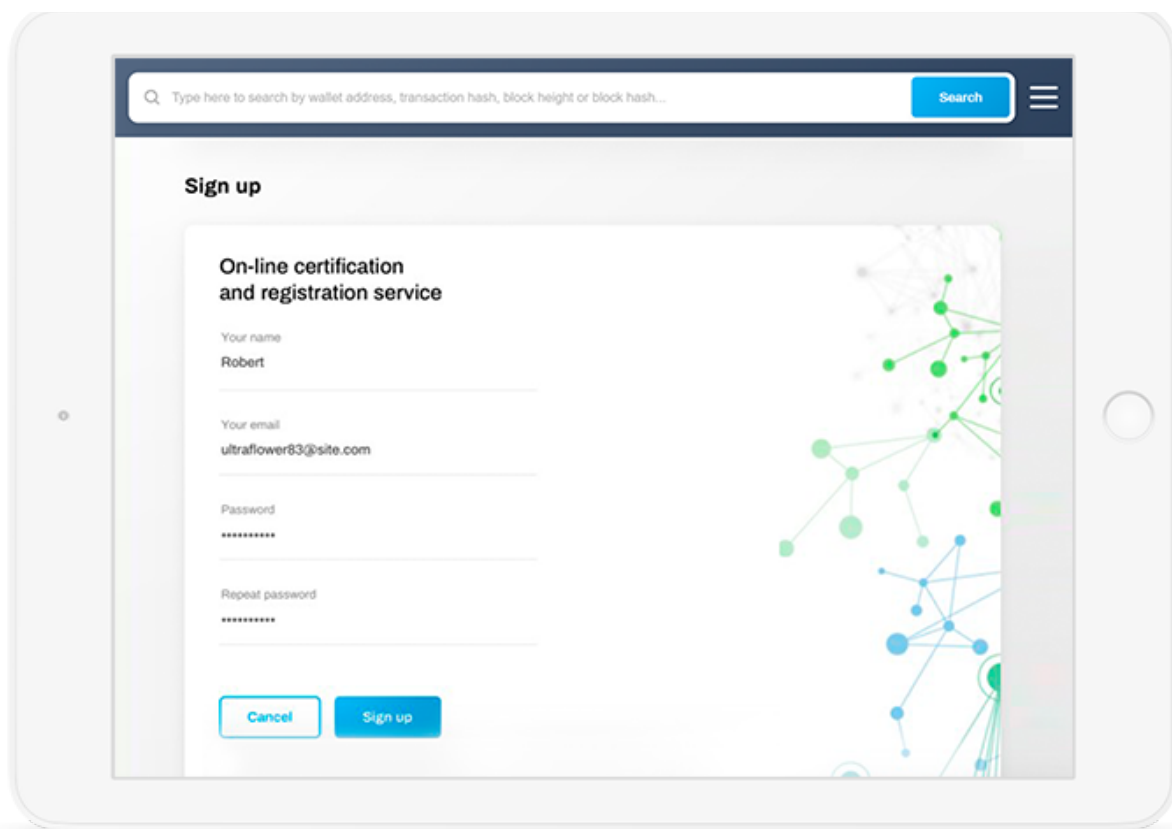 Type here to search by wallet address, transaction hash, block height or block hash...
Search
Sign up
On-line certification
and registration service
Your name
Robert
Your email
ultraflower83@site.com
Password
••••••••••
Repeat password
••••••••••
Cancel
Sign up